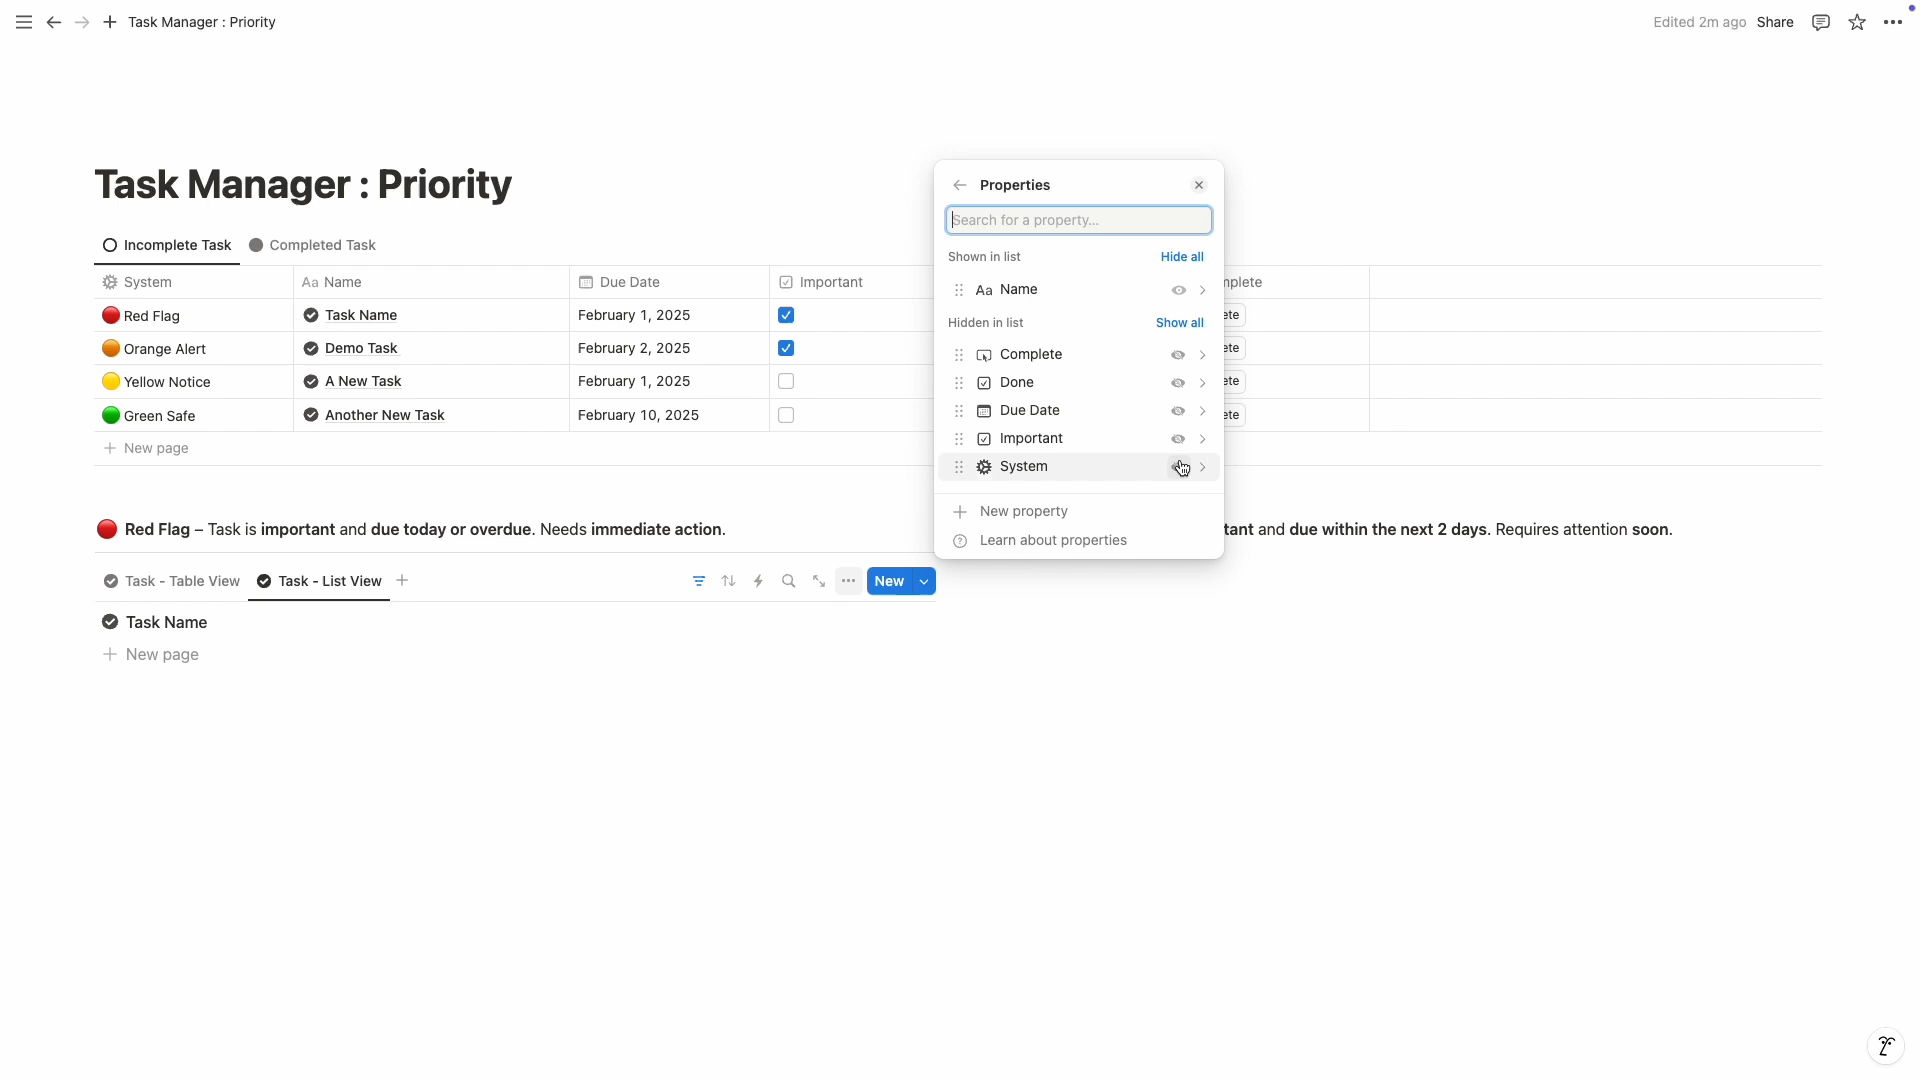 Task Manager : Priority
Edited 2m ago Share
Task Manager : Priority
Incomplete Task Completed Task
System Aa Name Due Date Important
Red Flag Task Name February 1, 2025
Orange Alert Demo Task February 2, 2025
Yellow Notice A New Task February 1, 2025
Green Safe Another New Task February 10, 2025
New page
Properties
Search for a property...
Shown in list Hide all
Aa Name
Hidden in list Show all
Complete
Done
Due Date
Important
System
New property
Learn about properties
Red Flag – Task is important and due today or overdue. Needs immediate action.
and due within the next 2 days. Requires attention soon.
Task - Table View Task - List View New
Task Name
New page